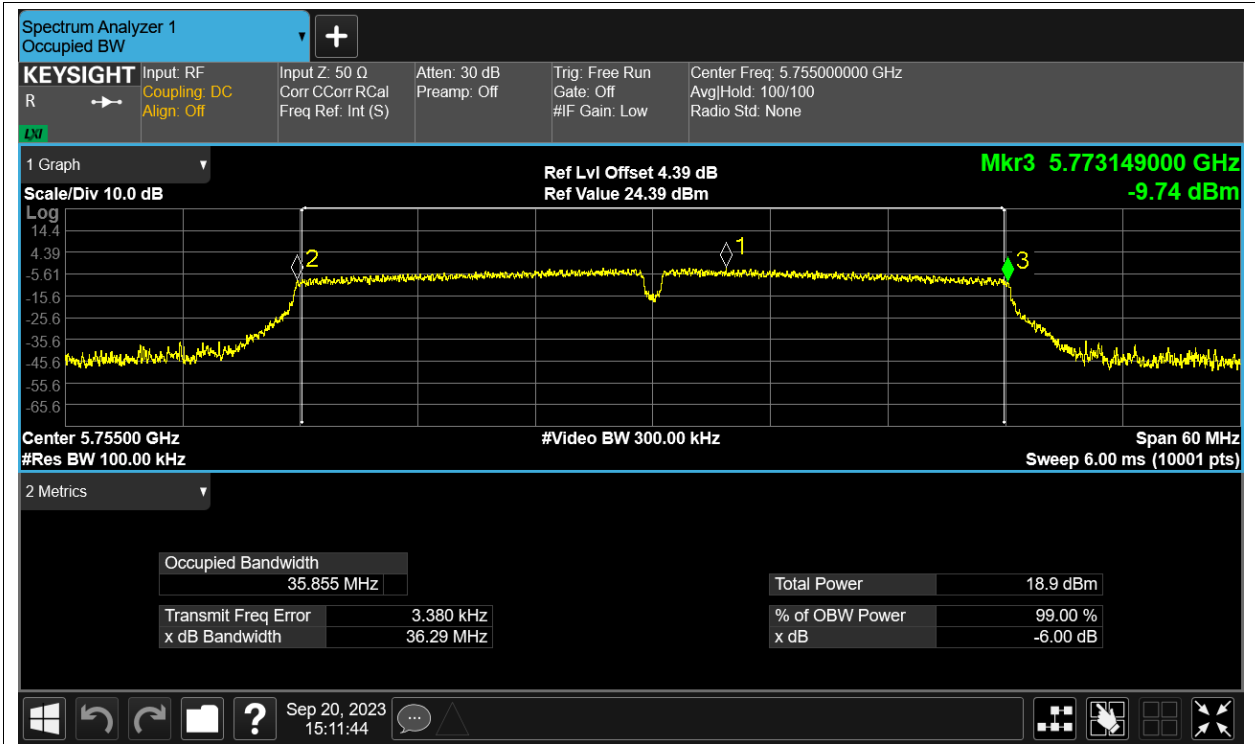 Spectrum Analyzer 1
Occupied BW
KEYSIGHT
R
LXI
Input: RF
Coupling: DC
Align: Off
Input Z: 50 Ω
Corr CCorr RCal
Freq Ref: Int (S)
Atten: 30 dB
Preamp: Off
Trig: Free Run
Gate: Off
#IF Gain: Low
Center Freq: 5.755000000 GHz
Avg|Hold: 100/100
Radio Std: None
1 Graph
Scale/Div 10.0 dB
Ref Lvl Offset 4.39 dB
Ref Value 24.39 dBm
Mkr3 5.773149000 GHz
-9.74 dBm
Log
14.4
4.39
-5.61
-15.6
-25.6
-35.6
-45.6
-55.6
-65.6
2
1
3
Center 5.75500 GHz
#Res BW 100.00 kHz
#Video BW 300.00 kHz
Span 60 MHz
Sweep 6.00 ms (10001 pts)
2 Metrics
Occupied Bandwidth
35.855 MHz
Transmit Freq Error 3.380 kHz
x dB Bandwidth 36.29 MHz
Total Power 18.9 dBm
% of OBW Power 99.00 %
x dB -6.00 dB
?
Sep 20, 2023
15:11:44